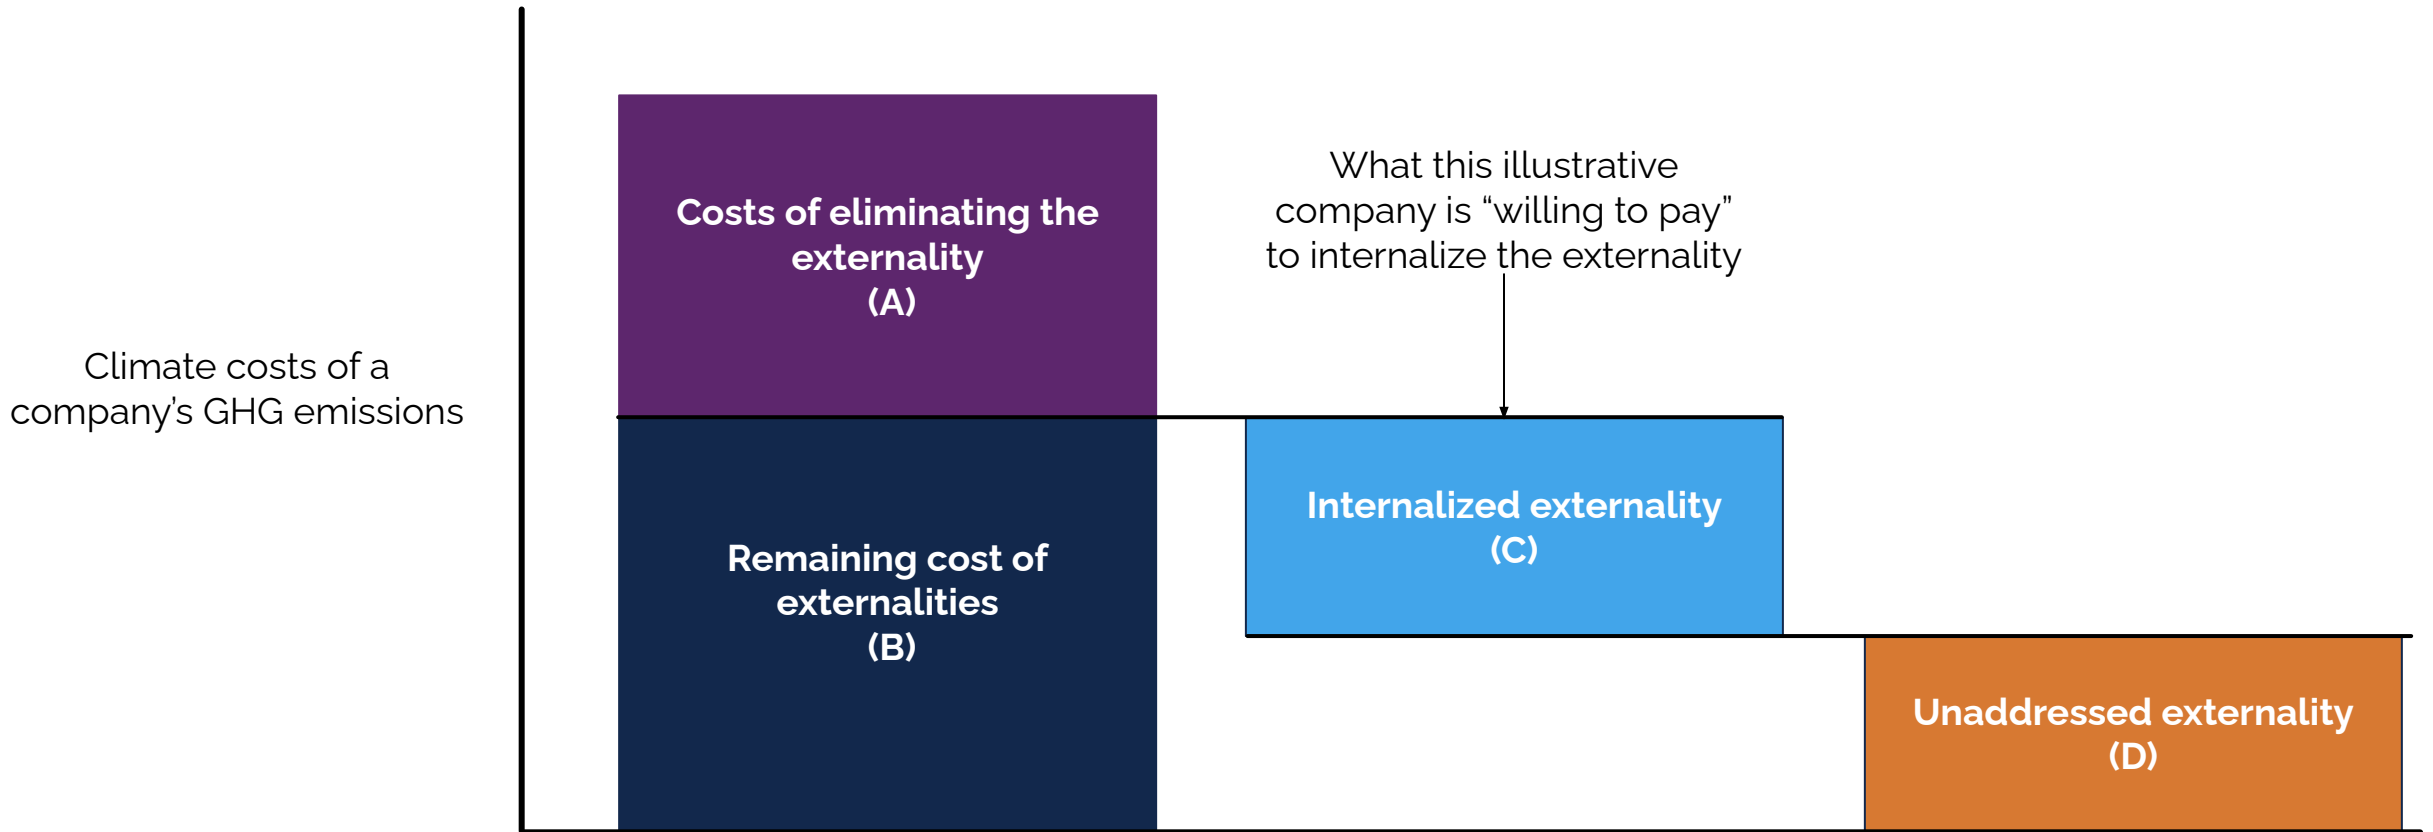 Costs of eliminating the
externality
(A)
What this illustrative
company is “willing to pay”
to internalize the externality
Climate costs of a
company’s GHG emissions
Remaining cost of
externalities
(B)
Internalized externality
(C)
Unaddressed externality
(D)